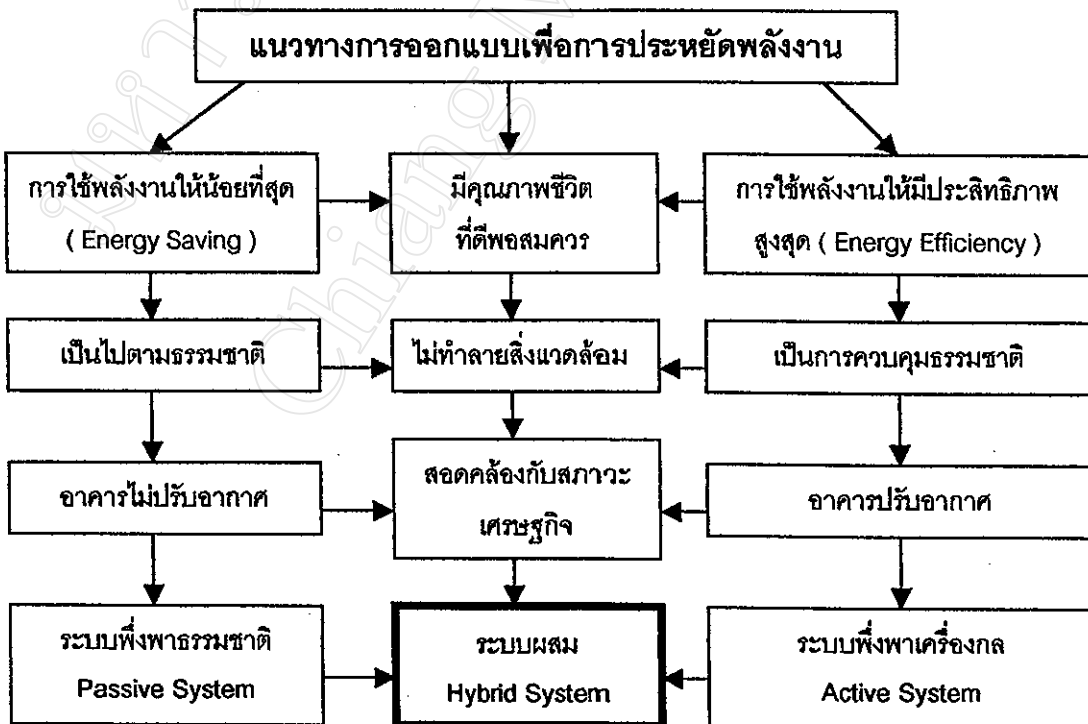 แนวทางการออกแบบเพื่อการประหยัดพลังงาน
การใช้พลังงานให้น้อยที่สุด
( Energy Saving )
มีคุณภาพชีวิต
ที่ดีพอสมควร
การใช้พลังงานให้มีประสิทธิภาพ
สูงสุด ( Energy Efficiency )
เป็นไปตามธรรมชาติ
ไม่ทำลายสิ่งแวดล้อม
เป็นการควบคุมธรรมชาติ
อาคารไม่ปรับอากาศ
สอดคล้องกับสภาวะ
เศรษฐกิจ
อาคารปรับอากาศ
ระบบพึ่งพาธรรมชาติ
Passive System
ระบบผสม
Hybrid System
ระบบพึ่งพาเครื่องกล
Active System
Chiang